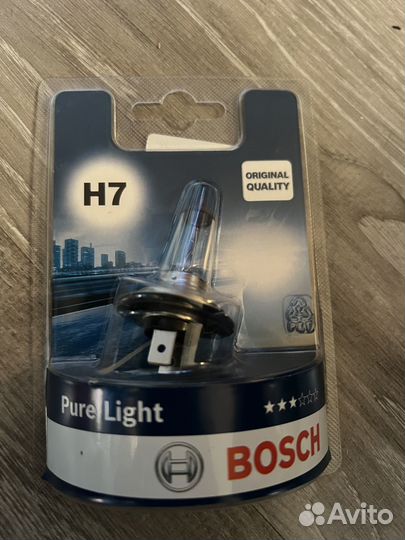 H7
ORIGINAL
QUALITY
Pure Light
BOSCH
Avito